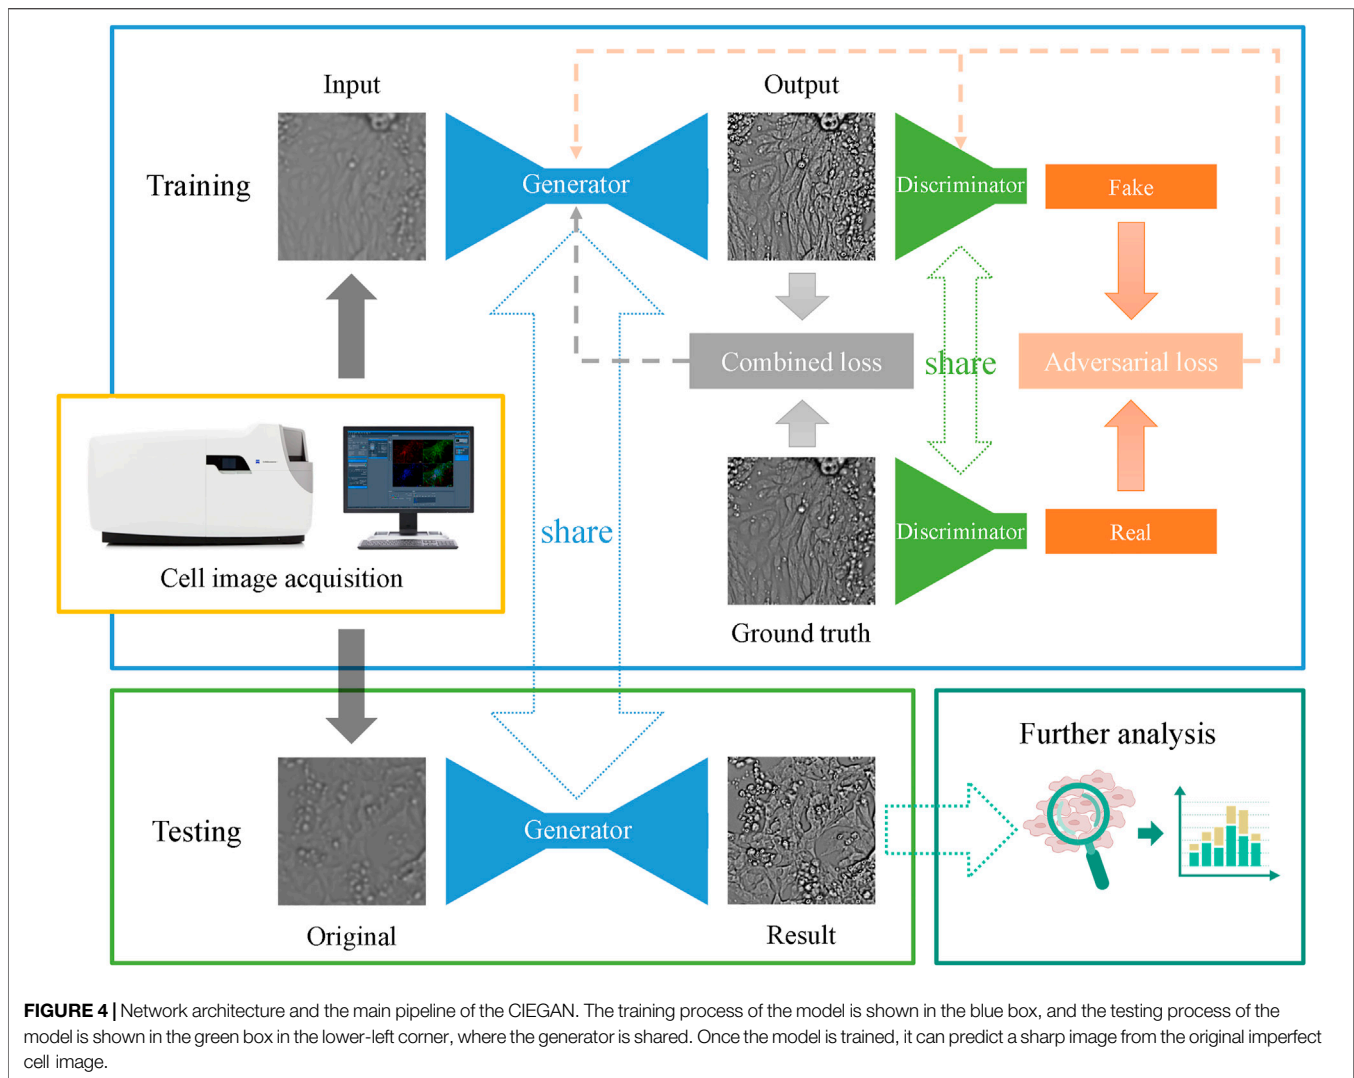 Input
Output
Training
Generator
Discriminator
Fake
Combined loss
share
Adversarial loss
Cell image acquisition
share
Discriminator
Real
Ground truth
Testing
Generator
Original
Result
Further analysis
FIGURE 4 | Network architecture and the main pipeline of the CIEGAN. The training process of the model is shown in the blue box, and the testing process of the
model is shown in the green box in the lower-left corner, where the generator is shared. Once the model is trained, it can predict a sharp image from the original imperfect
cell image.